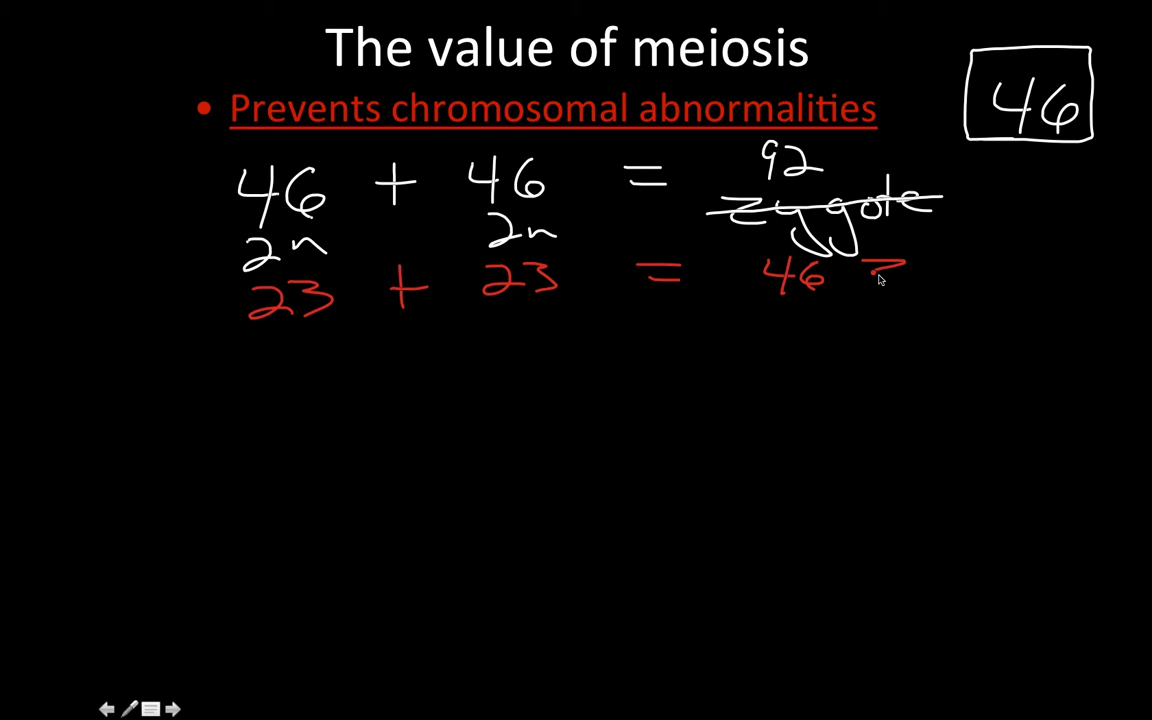 The value of meiosis
46
• Prevents chromosomal abnormalities
46 + 46 = 92
zygote
2n 2n
23 + 23 = 46